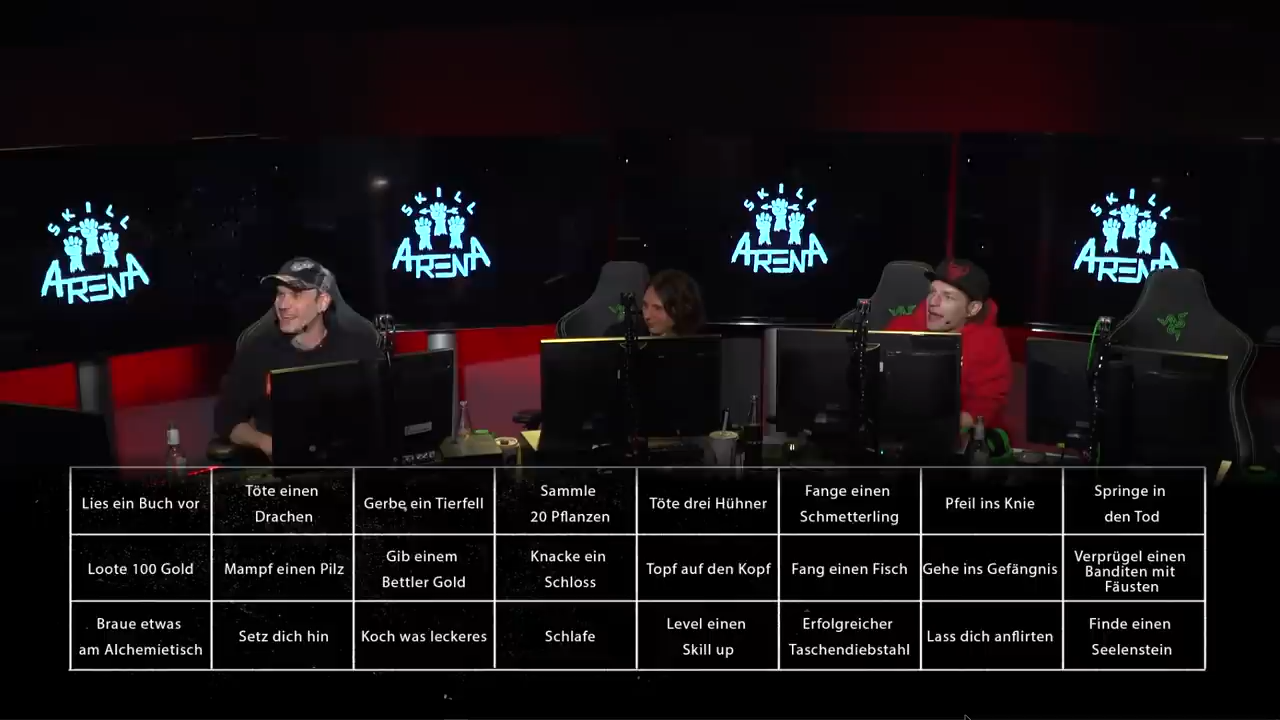 SKILL
ARENA
SKILL
ARENA
SKILL
ARENA
SKILL
ARENA
Lies ein Buch vor
Töte einen
Drachen
Gerbe ein Tierfell
Sammle
20 Pflanzen
Töte drei Hühner
Fange einen
Schmetterling
Pfeil ins Knie
Springe in
den Tod
Loote 100 Gold
Mampf einen Pilz
Gib einem
Bettler Gold
Knacke ein
Schloss
Topf auf den Kopf
Fang einen Fisch
Gehe ins Gefängnis
Verprügel einen
Banditen mit
Fäusten
Braue etwas
am Alchemietisch
Setz dich hin
Koch was leckeres
Schlafe
Level einen
Skill up
Erfolgreicher
Taschendiebstahl
Lass dich anflirten
Finde einen
Seelenstein